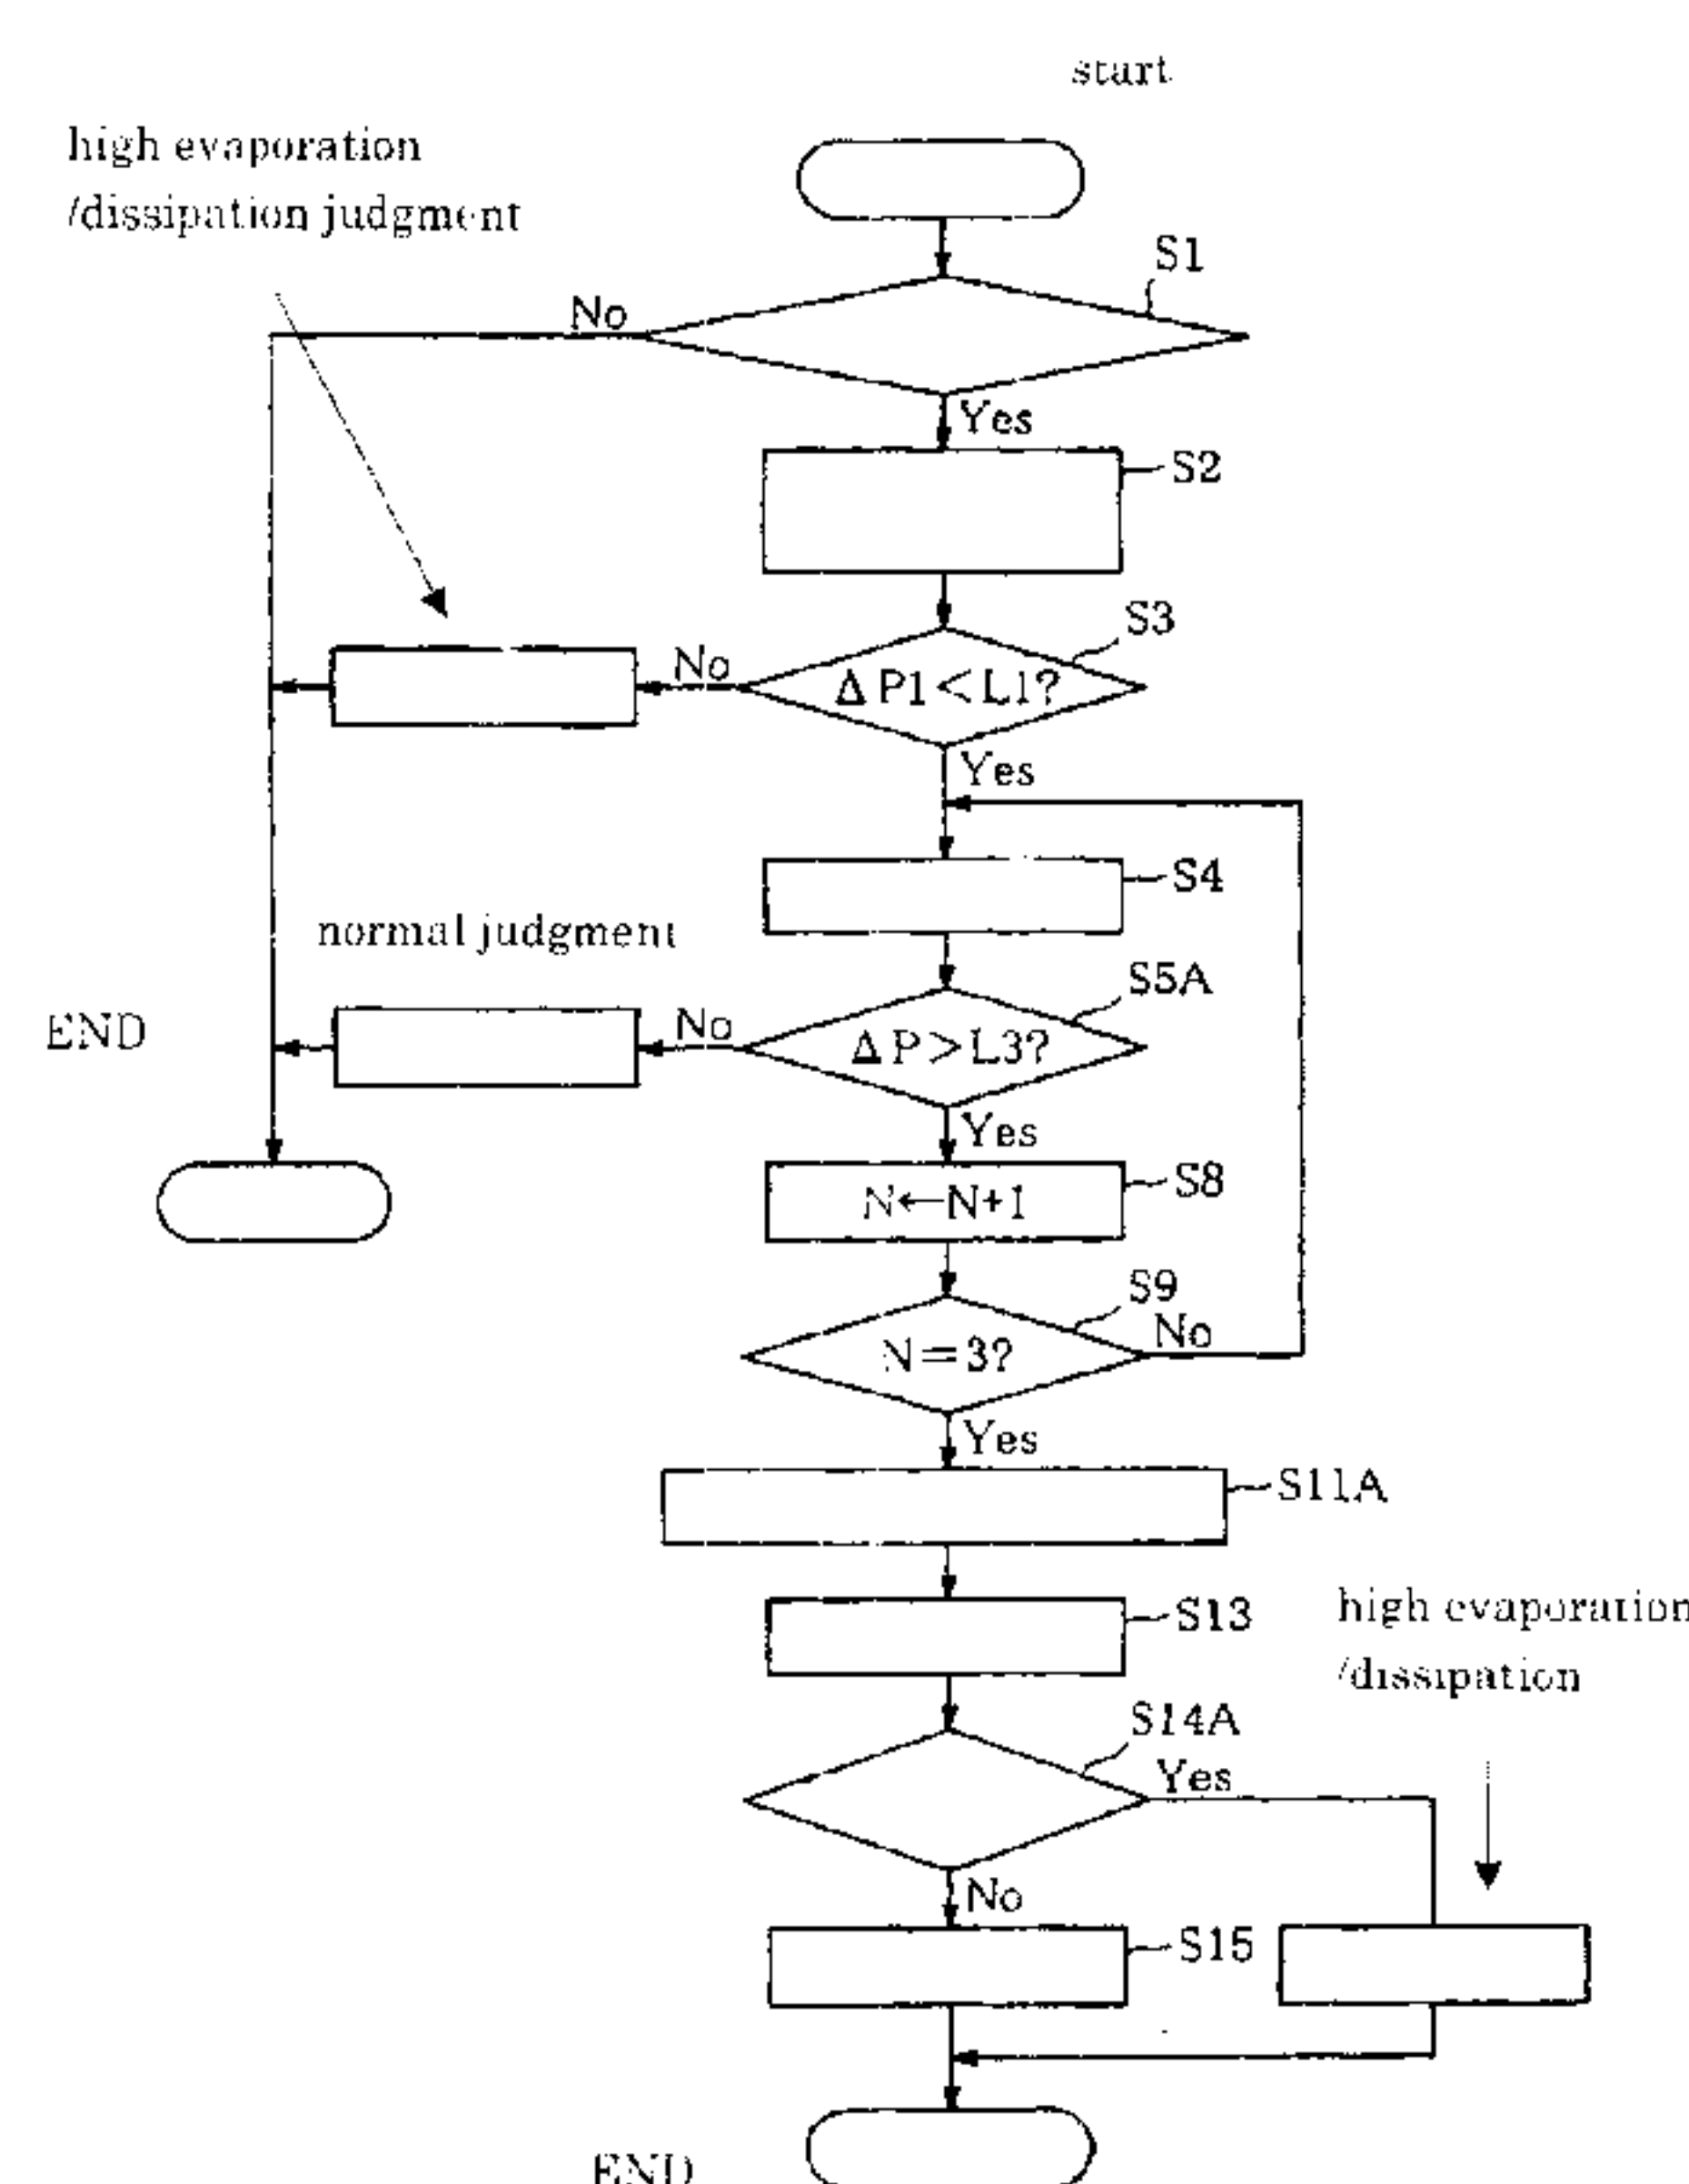 start
high evaporation
/dissipation judgment
S1
No
Yes
S2
S3
No
ΔP1<L1?
Yes
S4
normal judgment
S5A
END
No
ΔP>L3?
Yes
S8
N←N+1
S9
No
N=3?
Yes
S11A
S13
high evaporation
/dissipation
S14A
Yes
No
S15
END